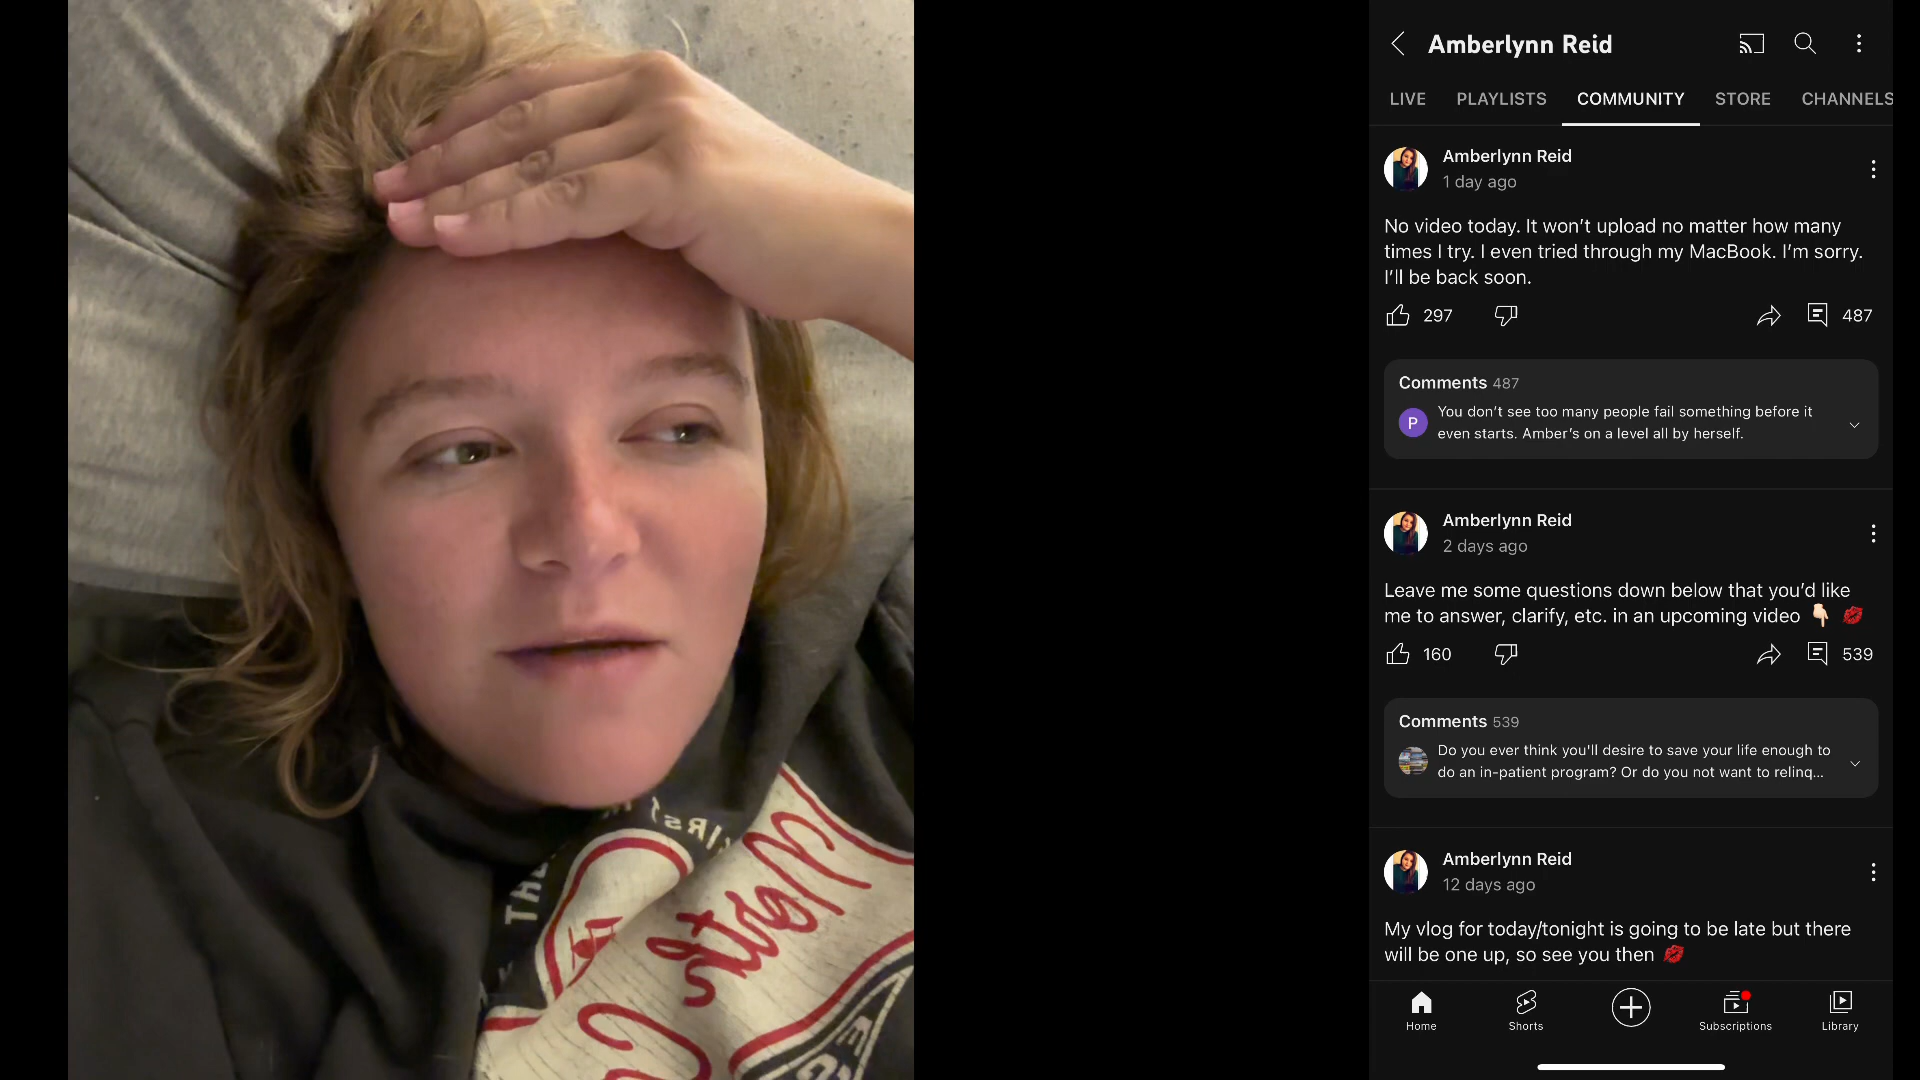 Amberlynn Reid
LIVE PLAYLISTS COMMUNITY STORE CHANNELS
Amberlynn Reid
1 day ago
No video today. It won't upload no matter how many
times I try. I even tried through my MacBook. I'm sorry.
I'll be back soon.
297 487
Comments 487
P
You don't see too many people fail something before it
even starts. Amber's on a level all by herself.
Amberlynn Reid
2 days ago
Leave me some questions down below that you'd like
me to answer, clarify, etc. in an upcoming video 👇🏻 💋
160 539
Comments 539
Do you ever think you'll desire to save your life enough to
do an in-patient program? Or do you not want to relinq...
Amberlynn Reid
12 days ago
My vlog for today/tonight is going to be late but there
will be one up, so see you then 💋
Home Shorts Subscriptions Library
THE
North